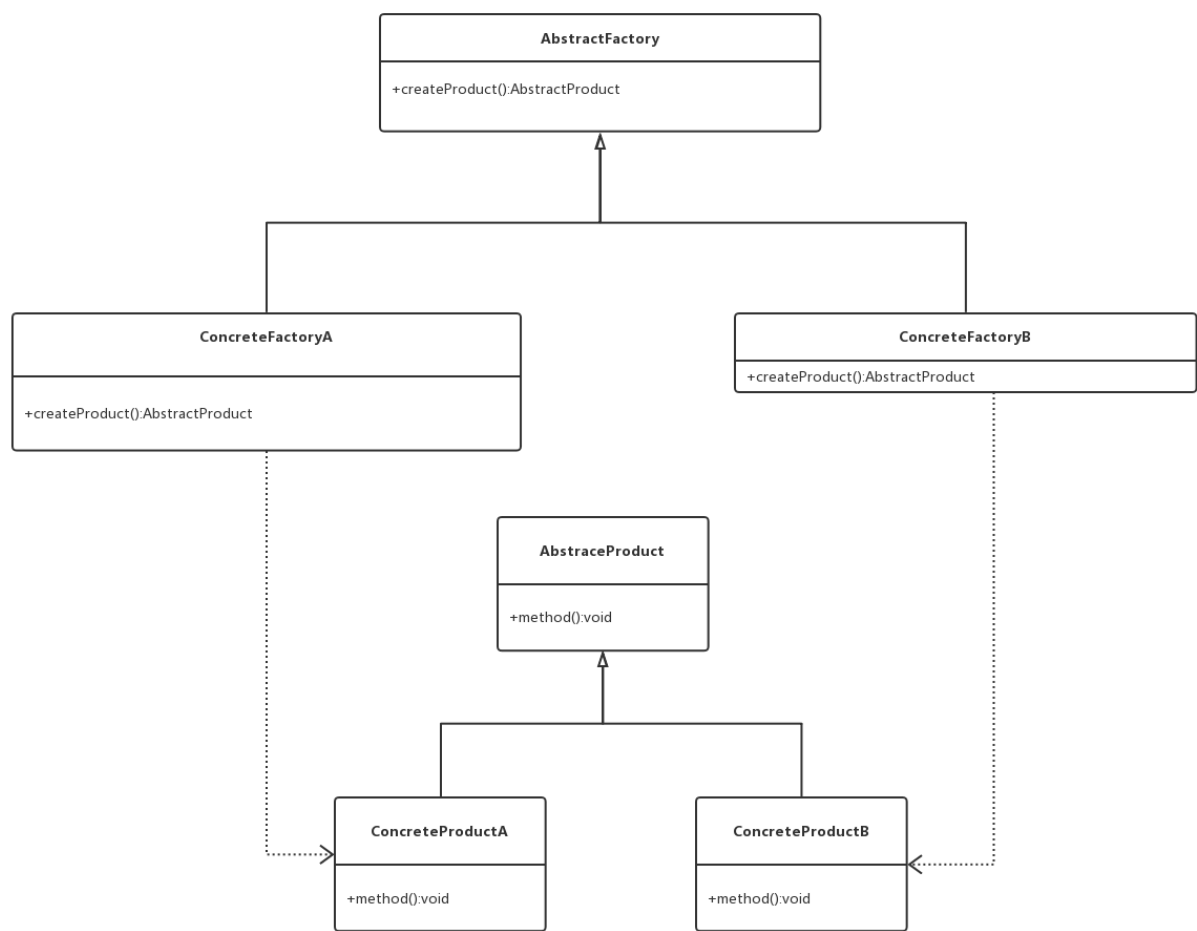 AbstractFactory
+createProduct():AbstractProduct
ConcreteFactoryA
+createProduct():AbstractProduct
ConcreteFactoryB
+createProduct():AbstractProduct
AbstraceProduct
+method():void
ConcreteProductA
+method():void
ConcreteProductB
+method():void